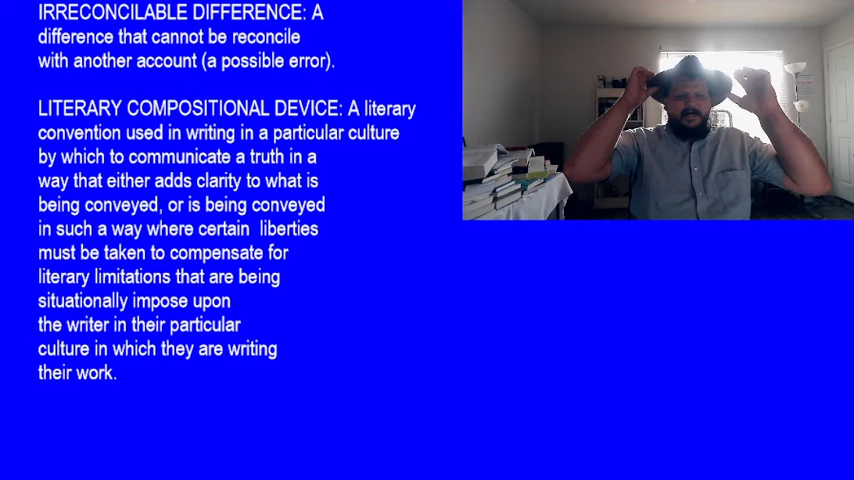 IRRECONCILABLE DIFFERENCE: A
difference that cannot be reconcile
with another account (a possible error).
LITERARY COMPOSITIONAL DEVICE: A literary
convention used in writing in a particular culture
by which to communicate a truth in a
way that either adds clarity to what is
being conveyed, or is being conveyed
in such a way where certain  liberties
must be taken to compensate for
literary limitations that are being
situationally impose upon
the writer in their particular
culture in which they are writing
their work.